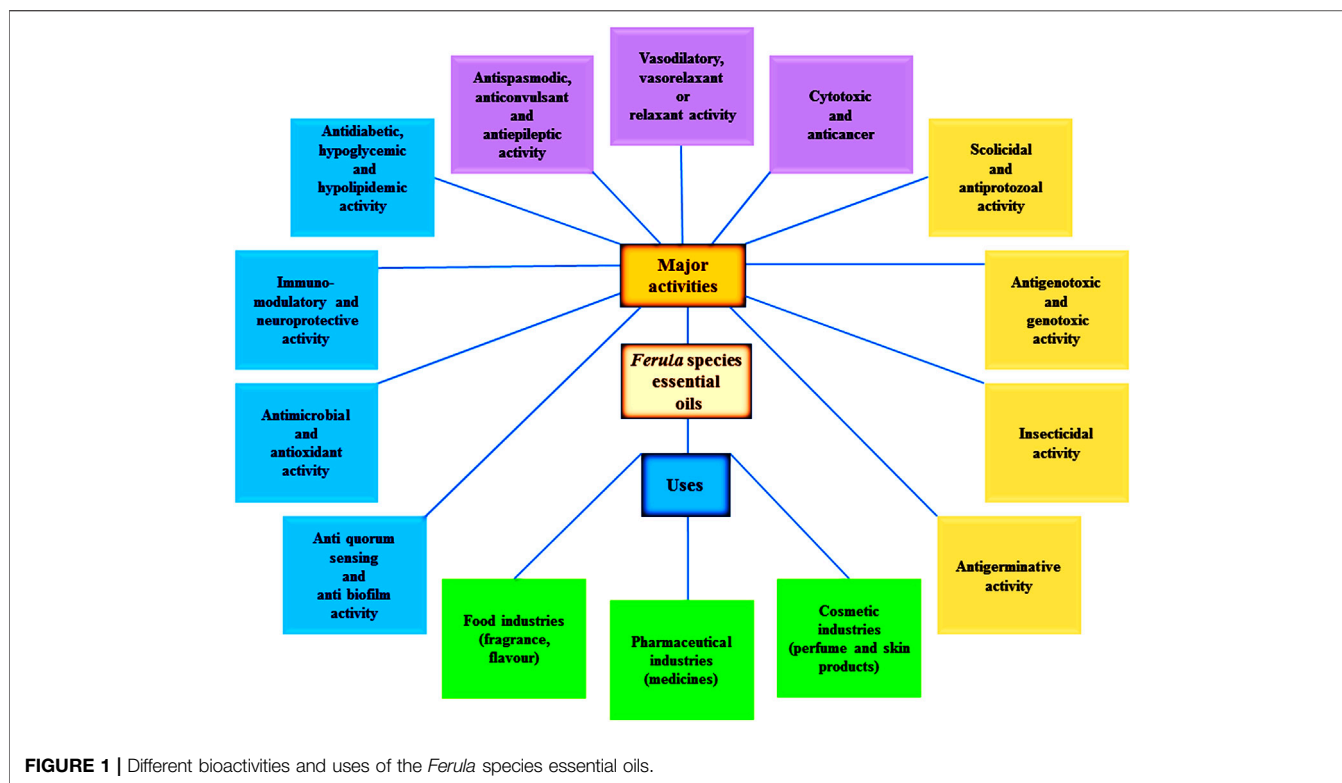 Vasodilatory,
vasorelaxant
or
relaxant activity
Antispasmodic,
anticonvulsant
and
antiepileptic
activity
Cytotoxic
and
anticancer
Antidiabetic,
hypoglycemic
and
hypolipidemic
activity
Scolicidal
and
antiprotozoal
activity
Major
activities
Immuno-
modulatory and
neuroprotective
activity
Antigenotoxic
and
genotoxic
activity
Ferula species
essential
oils
Antimicrobial
and
antioxidant
activity
Insecticidal
activity
Uses
Anti quorum
sensing
and
anti biofilm
activity
Antigerminative
activity
Food industries
(fragrance,
flavour)
Pharmaceutical
industries
(medicines)
Cosmetic
industries
(perfume and skin
products)
FIGURE 1 | Different bioactivities and uses of the Ferula species essential oils.